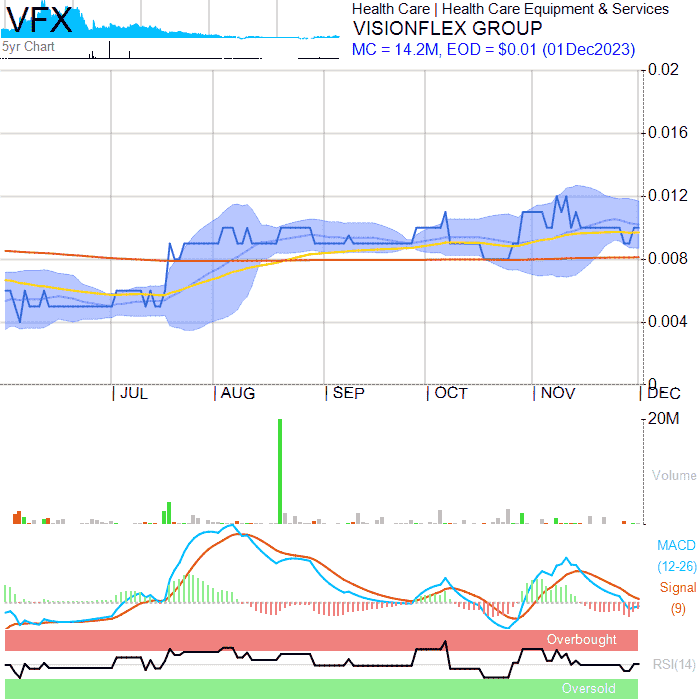 VFX
5yr Chart
Health Care | Health Care Equipment & Services
VISIONFLEX GROUP
MC = 14.2M, EOD = $0.01 (01Dec2023)
0.02
0.016
0.012
0.008
0.004
0
JUL
AUG
SEP
OCT
NOV
DEC
20M
Volume
MACD
(12-26)
Signal
(9)
Overbought
RSI(14)
Oversold